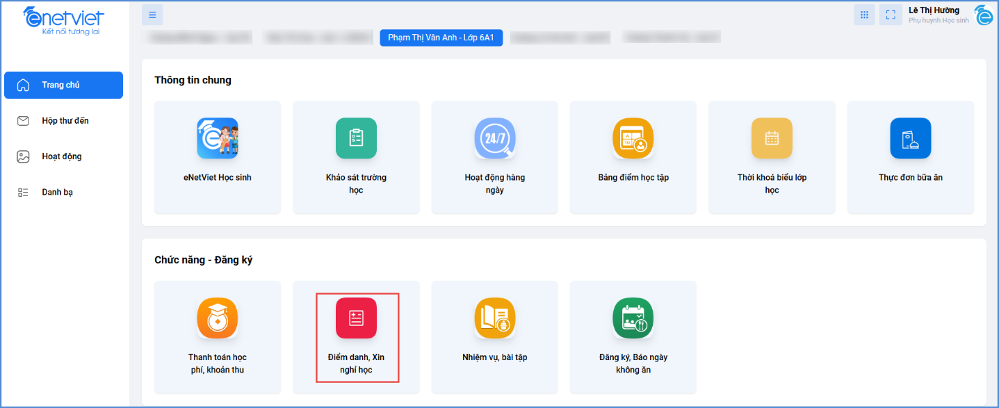 enetviet
Kết nối tương lai
Lê Thị Hường
Phụ huynh Học sinh
Phạm Thị Vân Anh - Lớp 6A1
Trang chủ
Hộp thư đến
Hoạt động
Danh bạ
Thông tin chung
eNetViet Học sinh
Khảo sát trường
học
24/7
Hoạt động hàng
ngày
Bảng điểm học tập
Thời khoá biểu lớp
học
Thực đơn bữa ăn
Chức năng - Đăng ký
Thanh toán học
phí, khoản thu
Điểm danh, Xin
nghỉ học
Nhiệm vụ, bài tập
Đăng ký, Báo ngày
không ăn